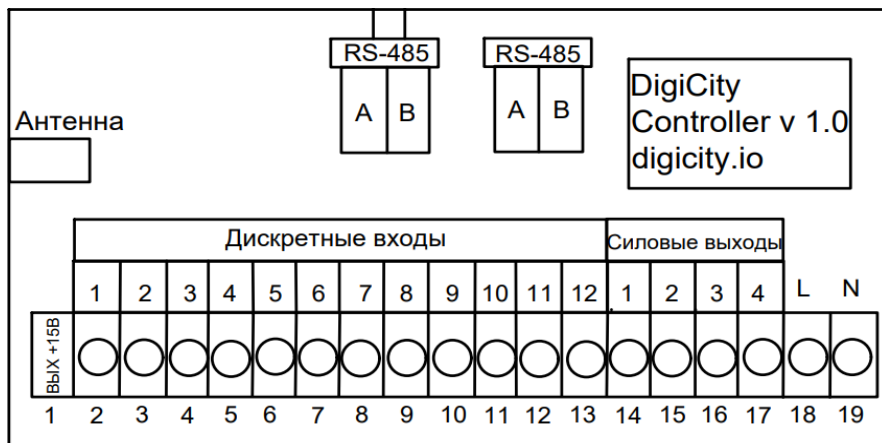 RS-485 RS-485
A B A B
DigiCity
Controller v 1.0
digicity.io
Антенна
Дискретные входы Силовые выходы
1 2 3 4 5 6 7 8 9 10 11 12 1 2 3 4 L N
ВЫХ +15В
1 2 3 4 5 6 7 8 9 10 11 12 13 14 15 16 17 18 19